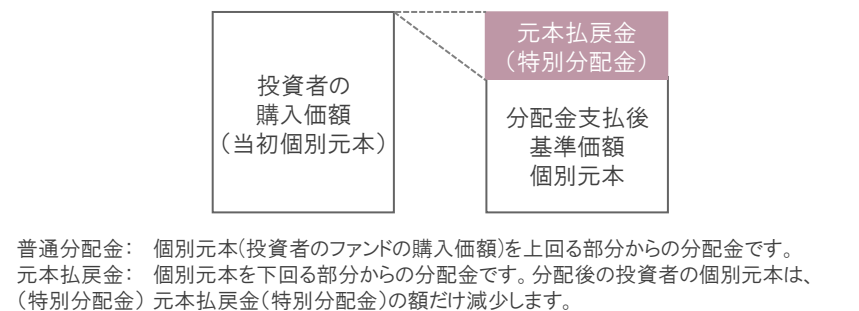 投資者の
購入価額
（当初個別元本）
元本払戻金
（特別分配金）
分配金支払後
基準価額
個別元本
普通分配金： 個別元本(投資者のファンドの購入価額)を上回る部分からの分配金です。
元本払戻金： 個別元本を下回る部分からの分配金です。分配後の投資者の個別元本は、
（特別分配金） 元本払戻金（特別分配金）の額だけ減少します。